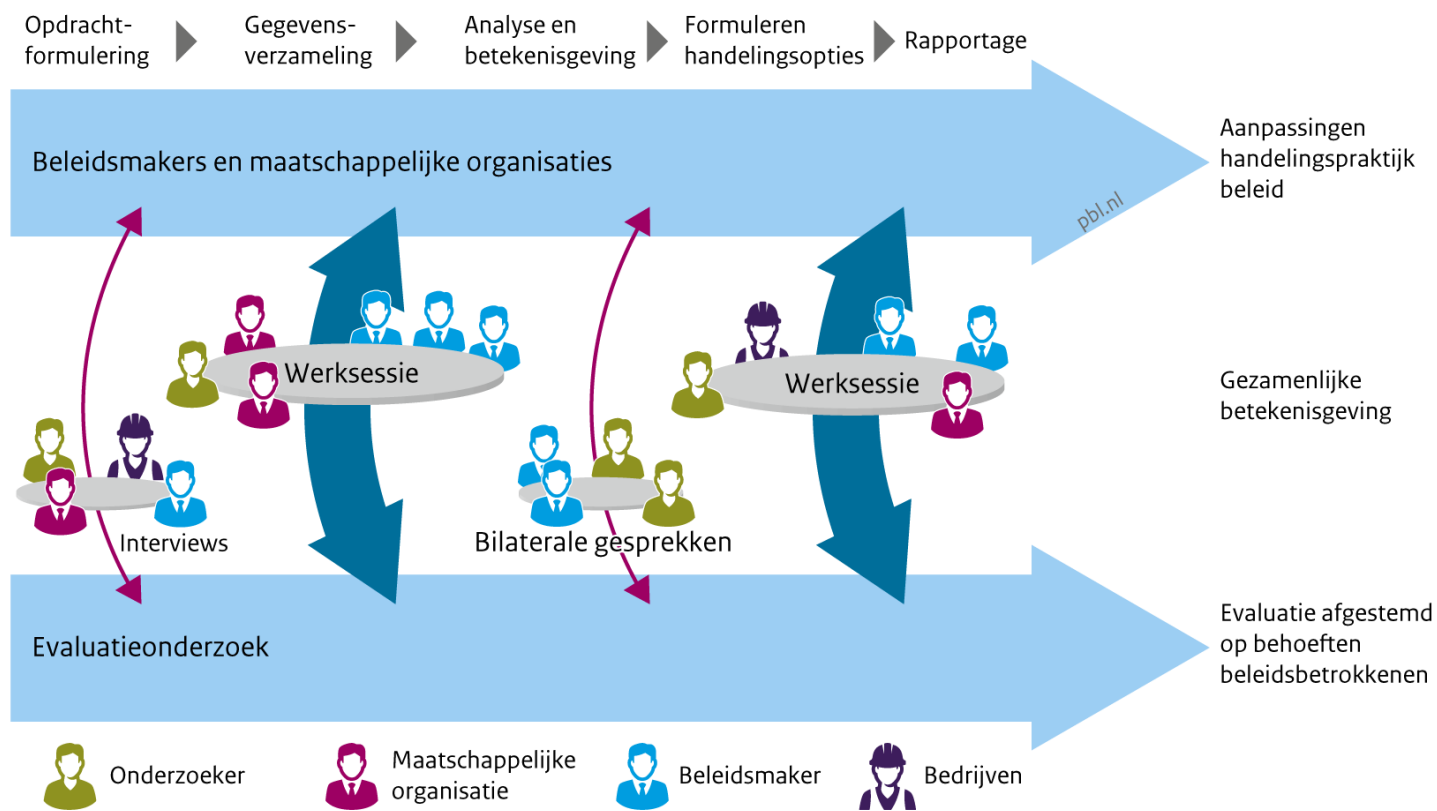 Opdracht-
formulering
Gegevens-
verzameling
Analyse en
betekenisgeving
Formuleren
handelingsopties
Rapportage
Beleidsmakers en maatschappelijke organisaties
Aanpassingen
handelingspraktijk
beleid
pbl.nl
Werksessie
Werksessie
Gezamenlijke
betekenisgeving
Interviews
Bilaterale gesprekken
Evaluatieonderzoek
Evaluatie afgestemd
op behoeften
beleidsbetrokkenen
Onderzoeker
Maatschappelijke
organisatie
Beleidsmaker
Bedrijven